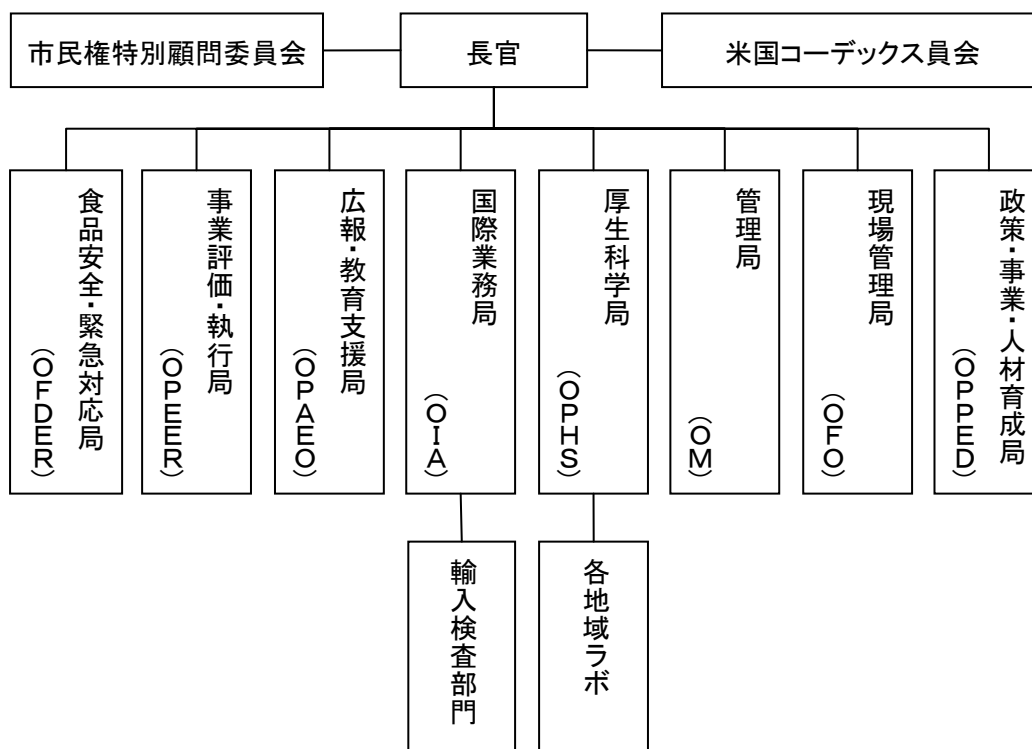 市民権特別顧問委員会
長官
米国コーデックス員会
食品安全・緊急対応局
(OFDER)
事業評価・執行局
(OPEER)
広報・教育支援局
(OPAEO)
国際業務局
(OIA)
厚生科学局
(OPHS)
管理局
(OM)
現場管理局
(OFO)
政策・事業・人材育成局
(OPPED)
輸入検査部門
各地域ラボ